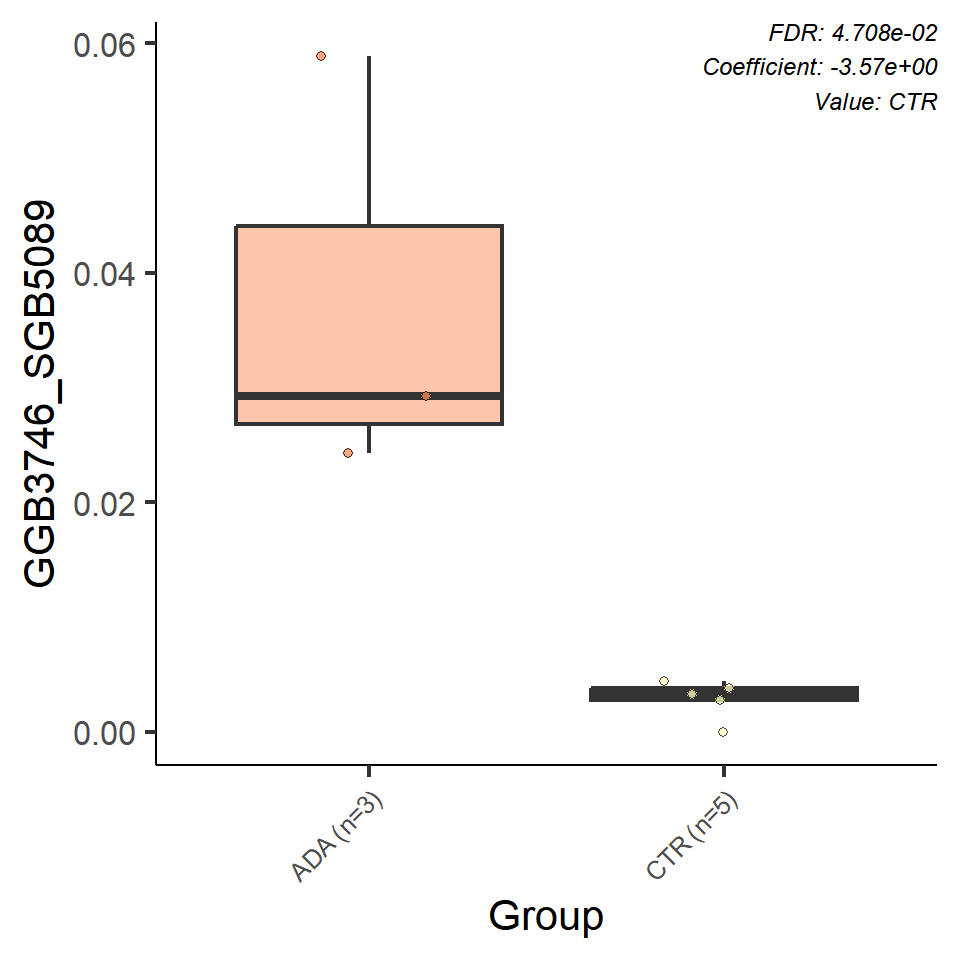 FDR: 4.708e-02
Coefficient: -3.57e+00
Value: CTR
GGB3746_SGB5089
0.06
0.04
0.02
0.00
ADA (n=3)
CTR (n=5)
Group